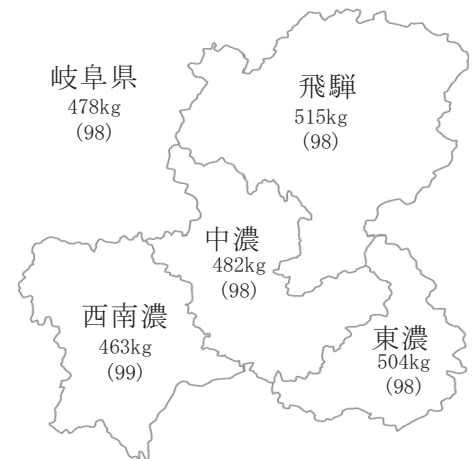 岐阜県
478kg
(98)
飛騨
515kg
(98)
中濃
482kg
(98)
西南濃
463kg
(99)
東濃
504kg
(98)